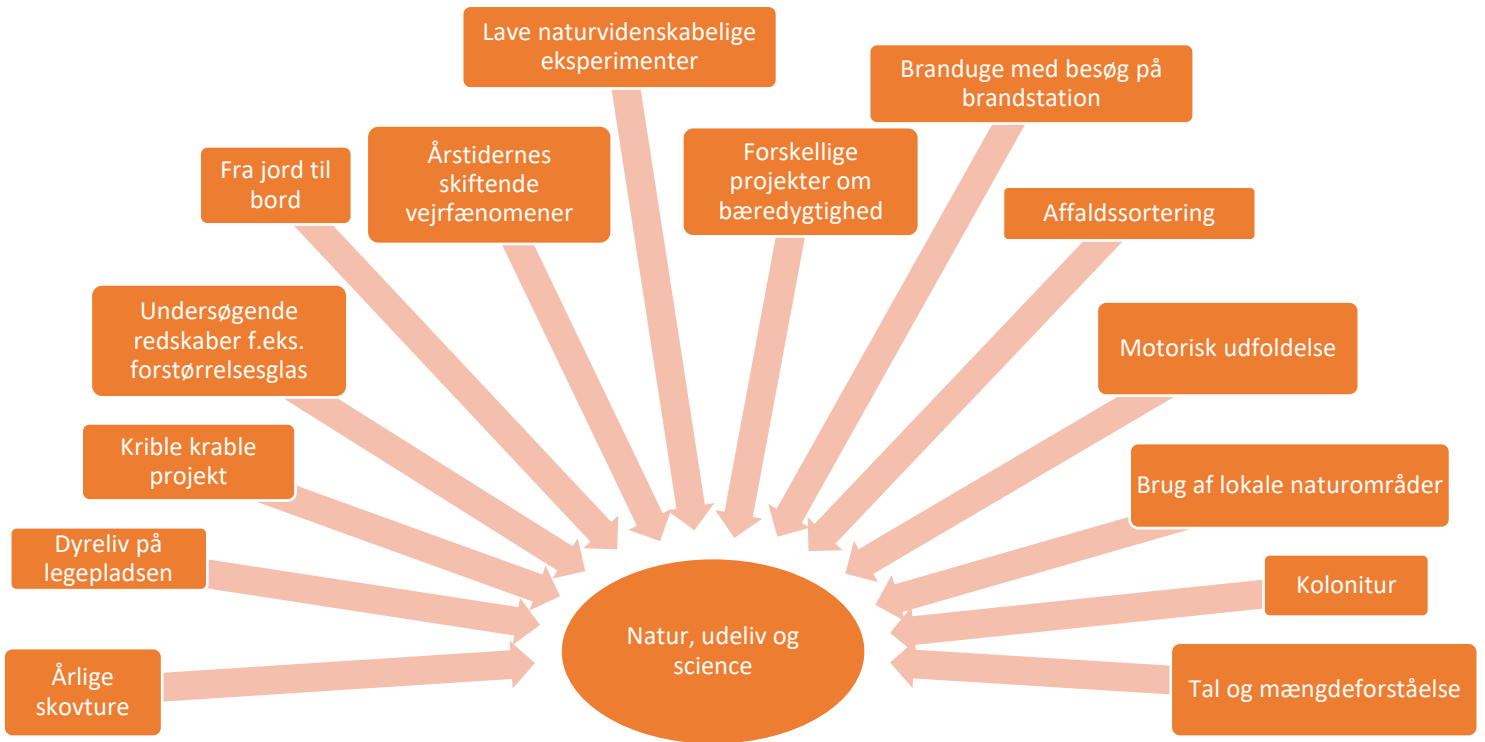 Lave naturvidenskabelige
eksperimenter
Branduge med besøg på
brandstation
Årstidernes
skiftende
vejrfænomener
Forskellige
projekter om
bæredygtighed
Fra jord til
bord
Affaldssortering
Undersøgende
redskaber f.eks.
forstørrelsesglas
Motorisk udfoldelse
Krible krable
projekt
Brug af lokale naturområder
Dyreliv på
legepladsen
Kolonitur
Natur, udeliv og
science
Årlige
skovture
Tal og mængdeforståelse